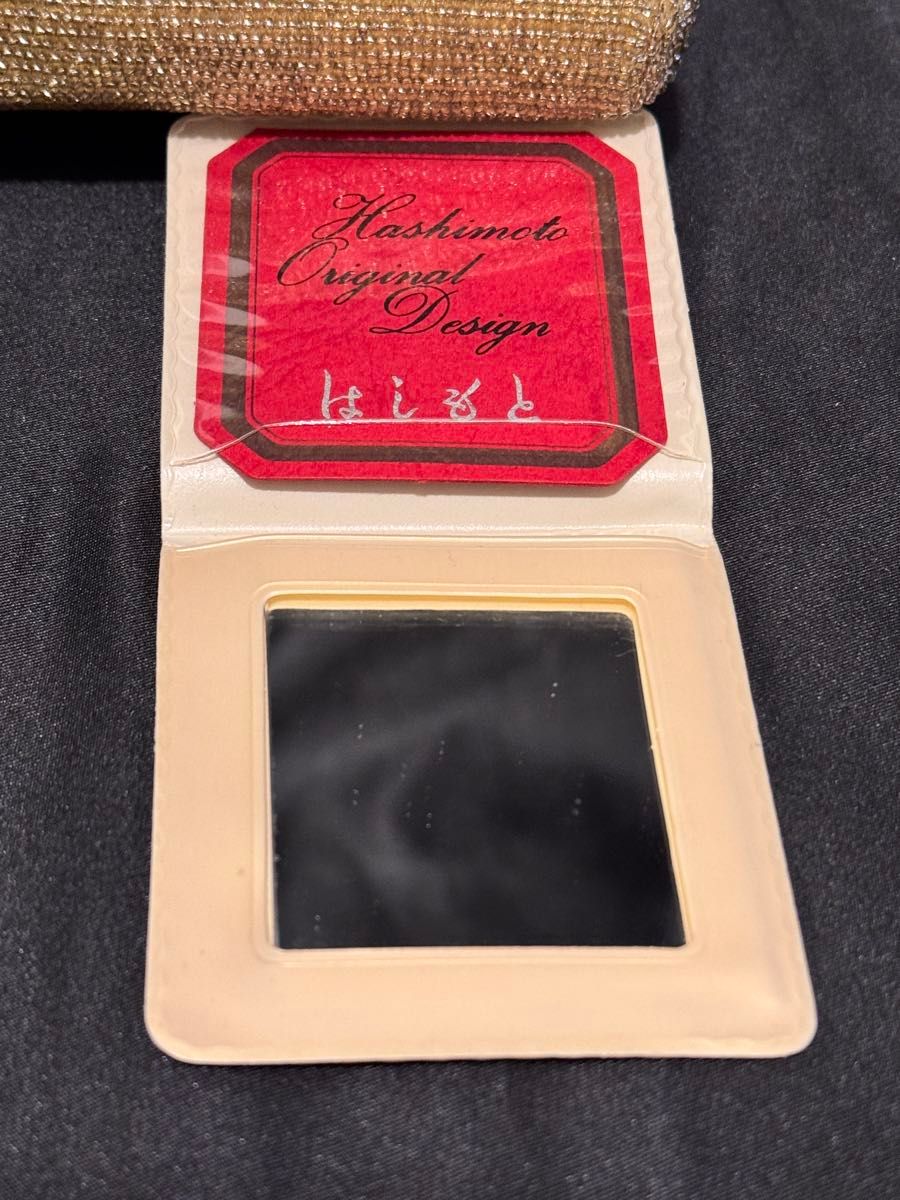 Hashimoto
Original
Design
はしもと